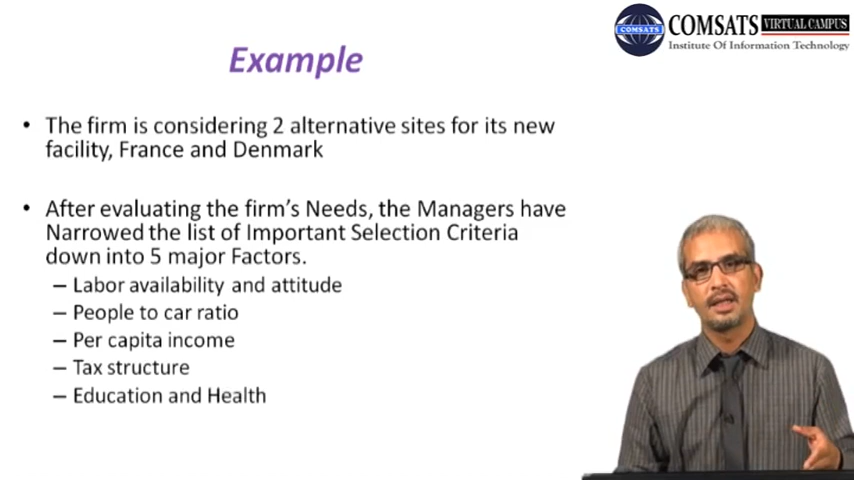 COMSATS VIRTUAL CAMPUS
COMSATS
Institute Of Information Technology
Example
• The firm is considering 2 alternative sites for its new
facility, France and Denmark
• After evaluating the firm's Needs, the Managers have
Narrowed the list of Important Selection Criteria
down into 5 major Factors.
– Labor availability and attitude
– People to car ratio
– Per capita income
– Tax structure
– Education and Health